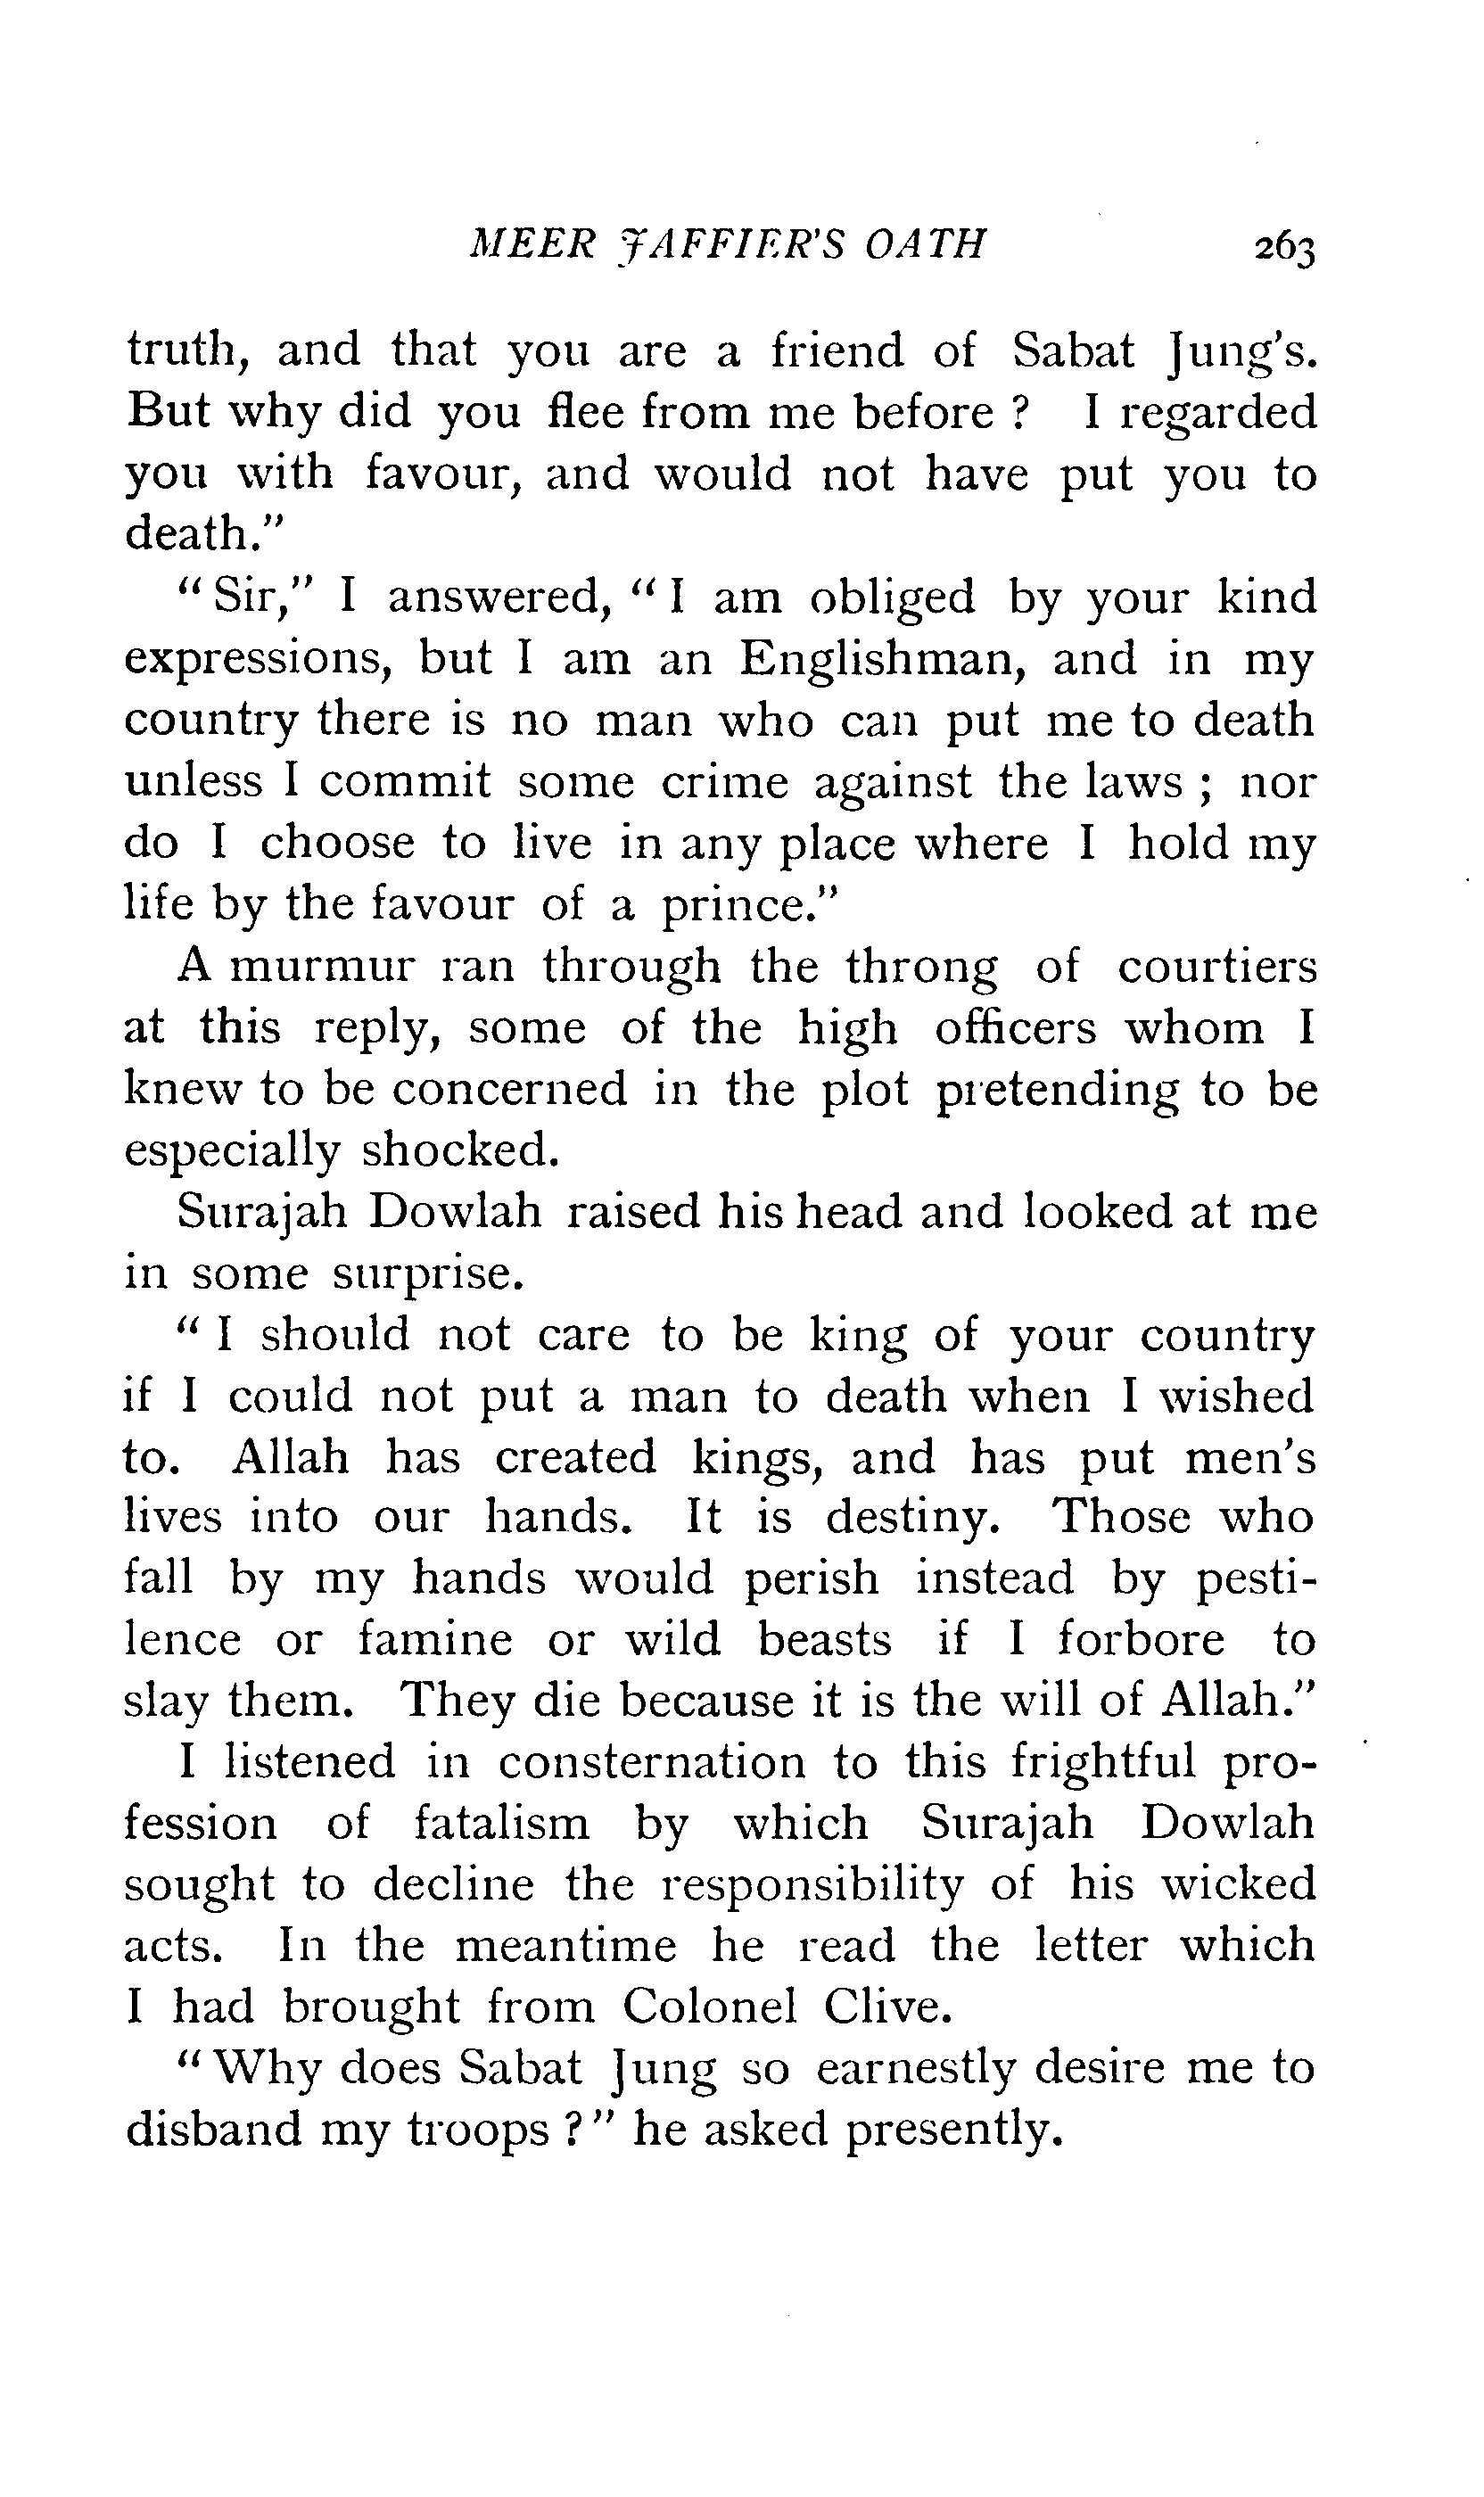 MEER JAFFIER'S OATH 263
truth, and that you are a friend of Sabat Jung's.
But why did you flee from me before ? I regarded
you with favour, and would not have put you to
death."
" Sir," I answered, " I am obliged by your kind
expressions, but I am an Englishman, and in my
country there is no man who can put me to death
unless I commit some crime against the laws ; nor
do I choose to live in any place where I hold my
life by the favour of a prince."
A murmur ran through the throng of courtiers
at this reply, some of the high officers whom I
knew to be concerned in the plot pretending to be
especially shocked.
Surajah Dowlah raised his head and looked at me
in some surprise.
" I should not care to be king of your country
if I could not put a man to death when I wished
to. Allah has created kings, and has put men's
lives into our hands. It is destiny. Those who
fall by my hands would perish instead by pesti-
lence or famine or wild beasts if I forbore to
slay them. They die because it is the will of Allah."
I listened in consternation to this frightful pro-
fession of fatalism by which Surajah Dowlah
sought to decline the responsibility of his wicked
acts. In the meantime he read the letter which
I had brought from Colonel Clive.
" Why does Sabat Jung so earnestly desire me to
disband my troops ? " he asked presently.